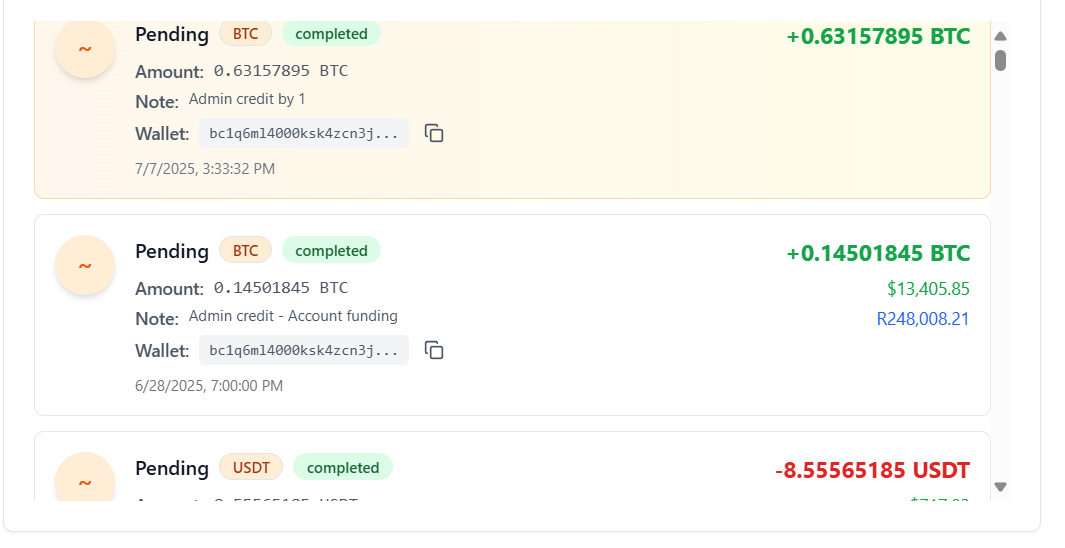 ~ Pending BTC completed +0.63157895 BTC
Amount: 0.63157895 BTC
Note: Admin credit by 1
Wallet: bc1q6ml4000ksk4zcn3j...
7/7/2025, 3:33:32 PM
~ Pending BTC completed +0.14501845 BTC
Amount: 0.14501845 BTC $13,405.85
Note: Admin credit - Account funding R248,008.21
Wallet: bc1q6ml4000ksk4zcn3j...
6/28/2025, 7:00:00 PM
~ Pending USDT completed -8.55565185 USDT